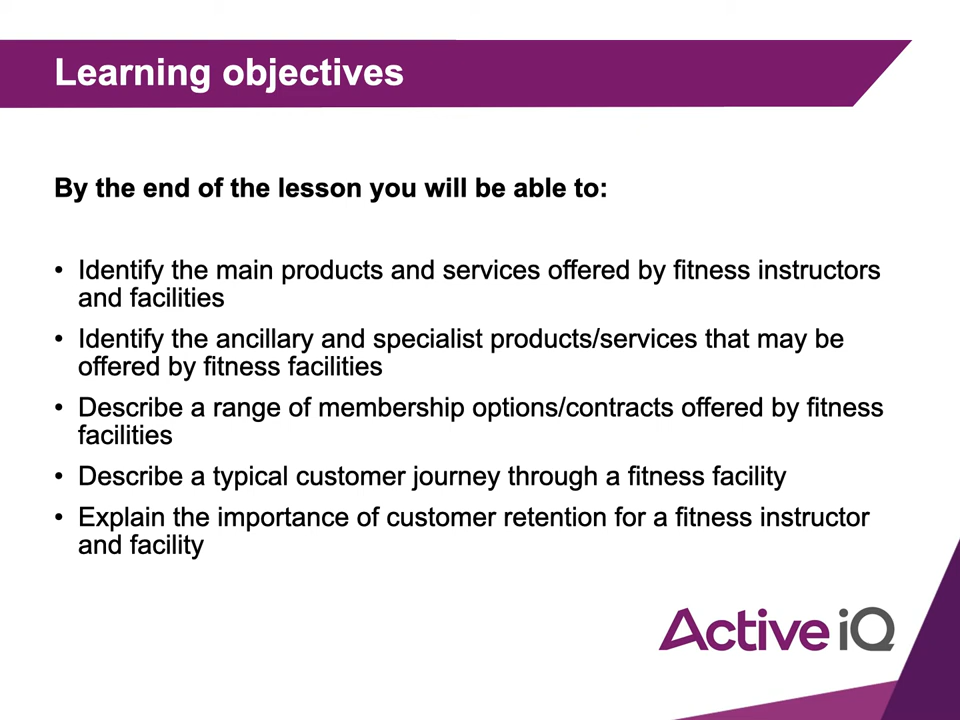 Learning objectives
By the end of the lesson you will be able to:
• Identify the main products and services offered by fitness instructors
and facilities
• Identify the ancillary and specialist products/services that may be
offered by fitness facilities
• Describe a range of membership options/contracts offered by fitness
facilities
• Describe a typical customer journey through a fitness facility
• Explain the importance of customer retention for a fitness instructor
and facility
Active iQ